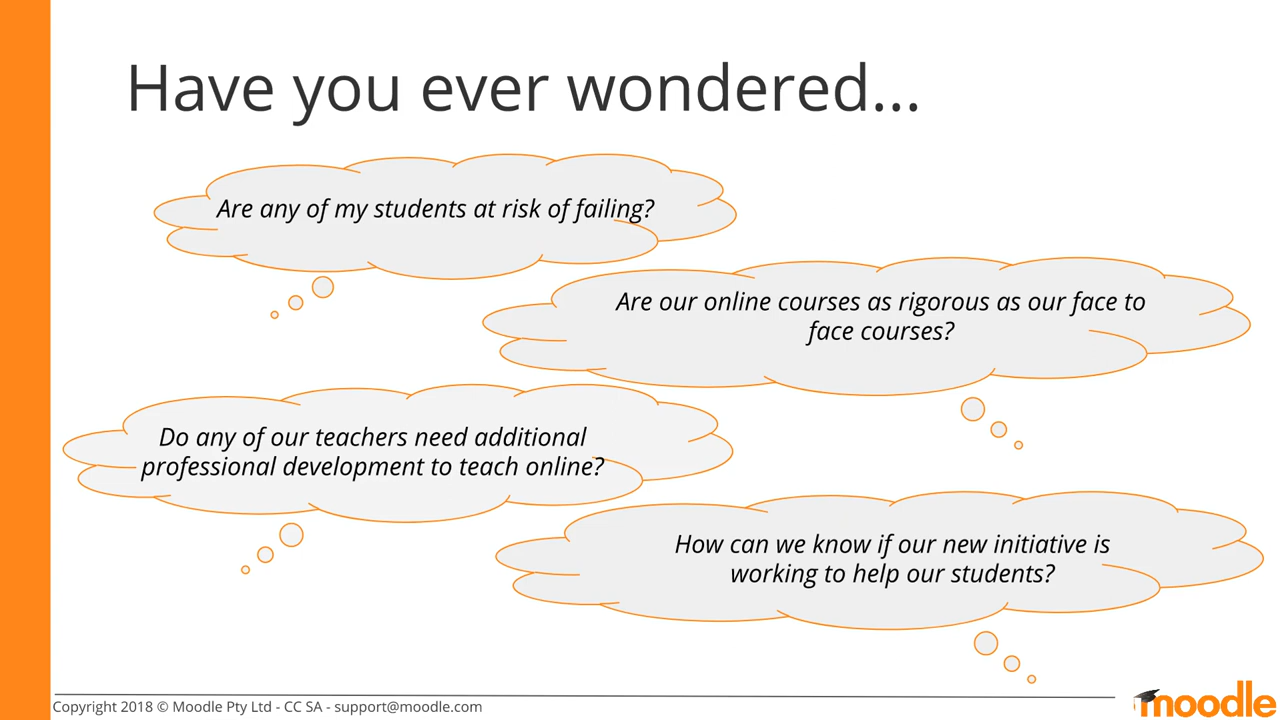 Have you ever wondered...
Are any of my students at risk of failing?
Are our online courses as rigorous as our face to
face courses?
Do any of our teachers need additional
professional development to teach online?
How can we know if our new initiative is
working to help our students?
Copyright 2018 © Moodle Pty Ltd - CC SA - support@moodle.com
moodle